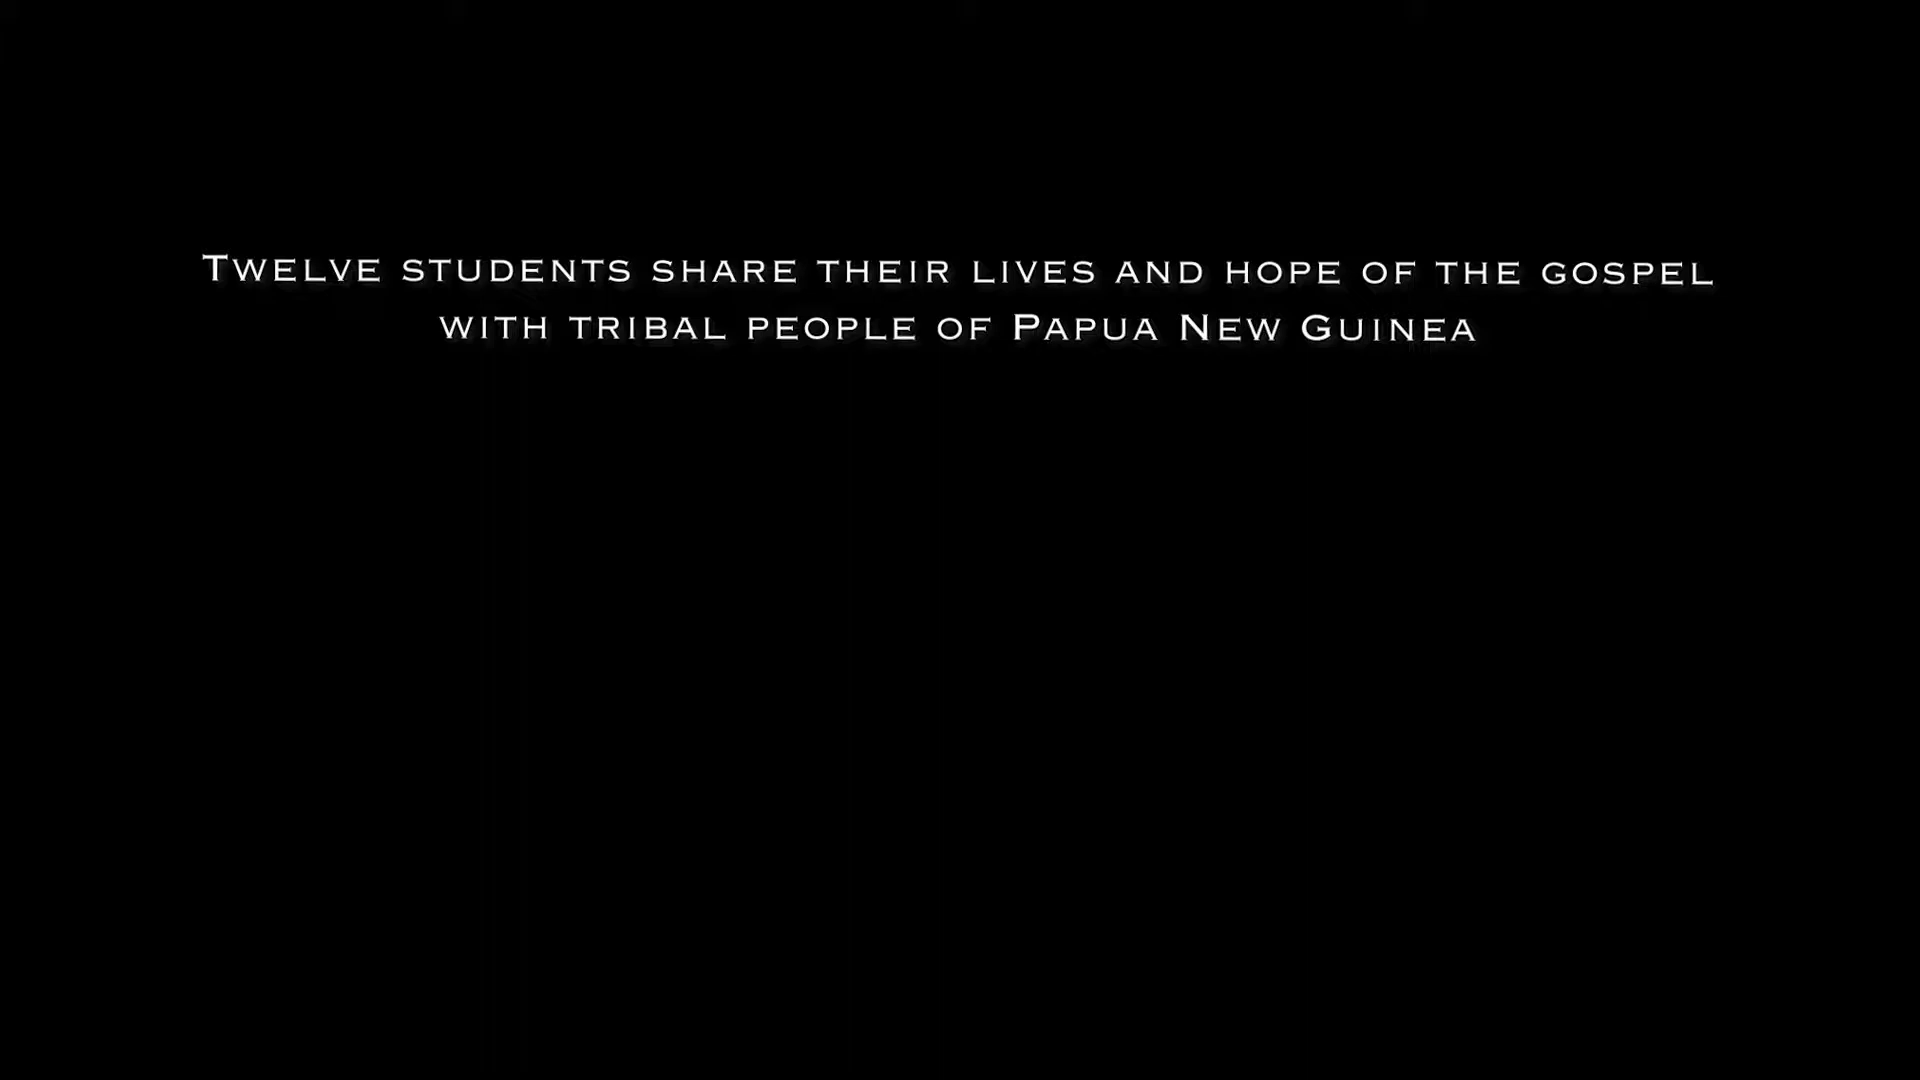 Twelve students share their lives and hope of the gospel
with tribal people of Papua New Guinea